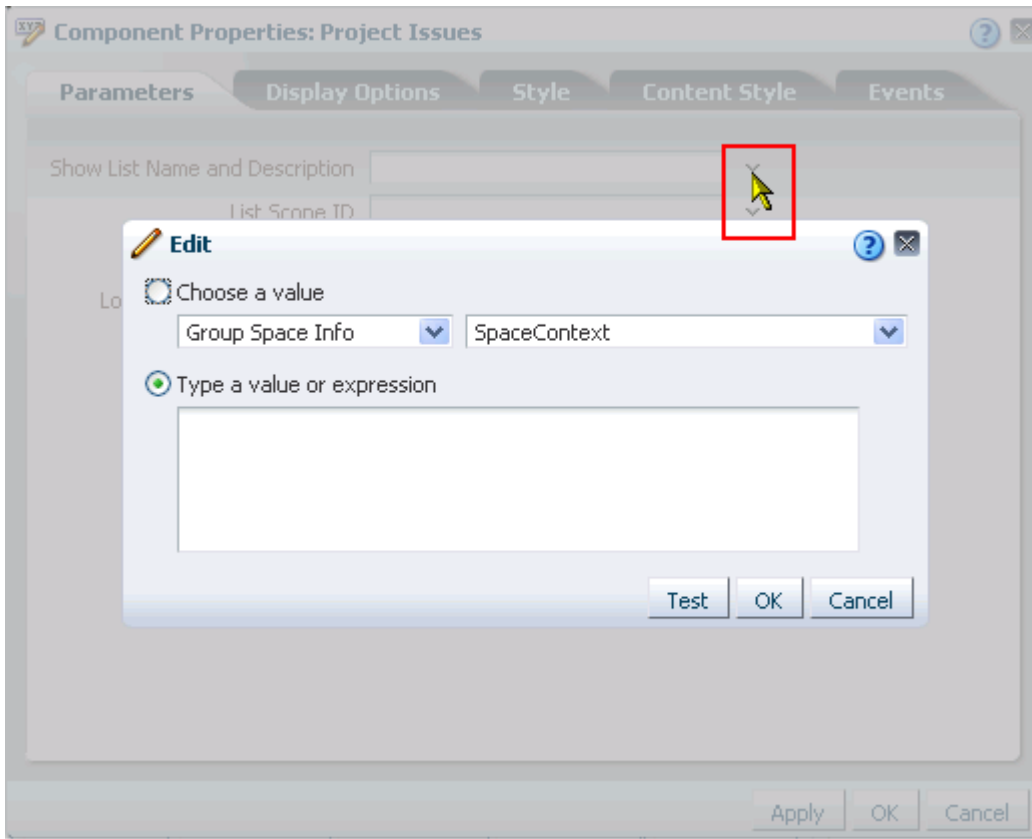 Component Properties: Project Issues
Parameters Display Options Style Content Style Events
Show List Name and Description
List Scope ID
Edit
Lo
Choose a value
Group Space Info SpaceContext
Type a value or expression
Test OK Cancel
Apply OK Cancel